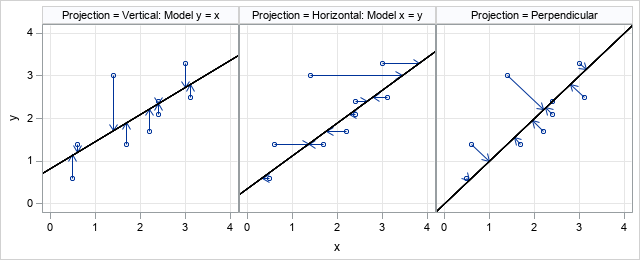 Projection = Vertical: Model y = x
Projection = Horizontal: Model x = y
Projection = Perpendicular
4
3
2
1
0
y
0 1 2 3 4
0 1 2 3 4
0 1 2 3 4
x